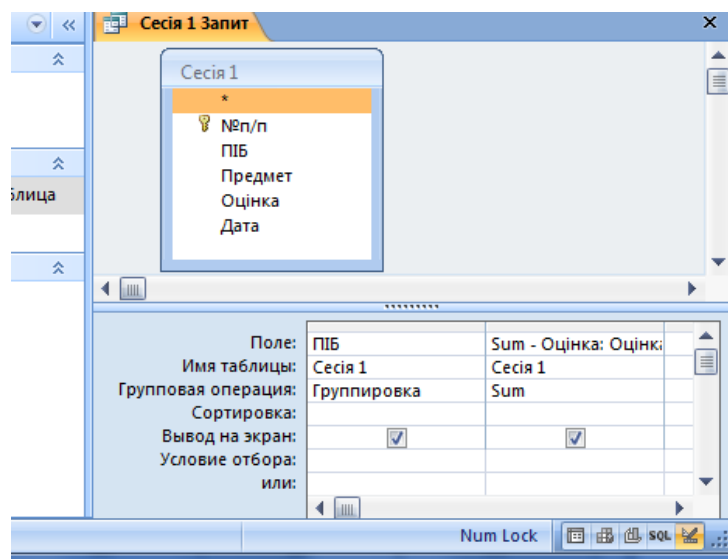 Сесія 1 Запит
Сесія 1
*
№п/п
ПІБ
Предмет
Оцінка
Дата
блица
Поле: ПІБ Sum - Оцінка: Оцінка
Имя таблицы: Сесія 1 Сесія 1
Групповая операция: Группировка Sum
Сортировка:
Вывод на экран:
Условие отбора:
или:
Num Lock SQL